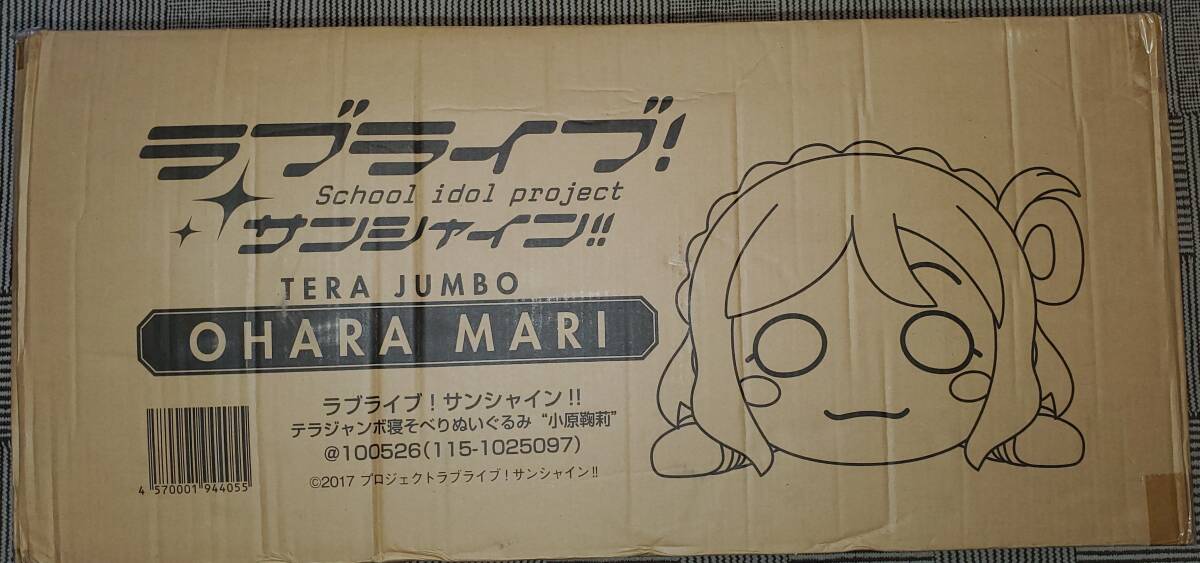 ラブライブ!
School idol project
サンシャイン!!
TERA JUMBO
OHARA MARI
ラブライブ！サンシャイン!!
テラジャンボ寝そべりぬいぐるみ “小原鞠莉”
@100526(115-1025097)
©2017 プロジェクトラブライブ！サンシャイン!!
4 570001 944055